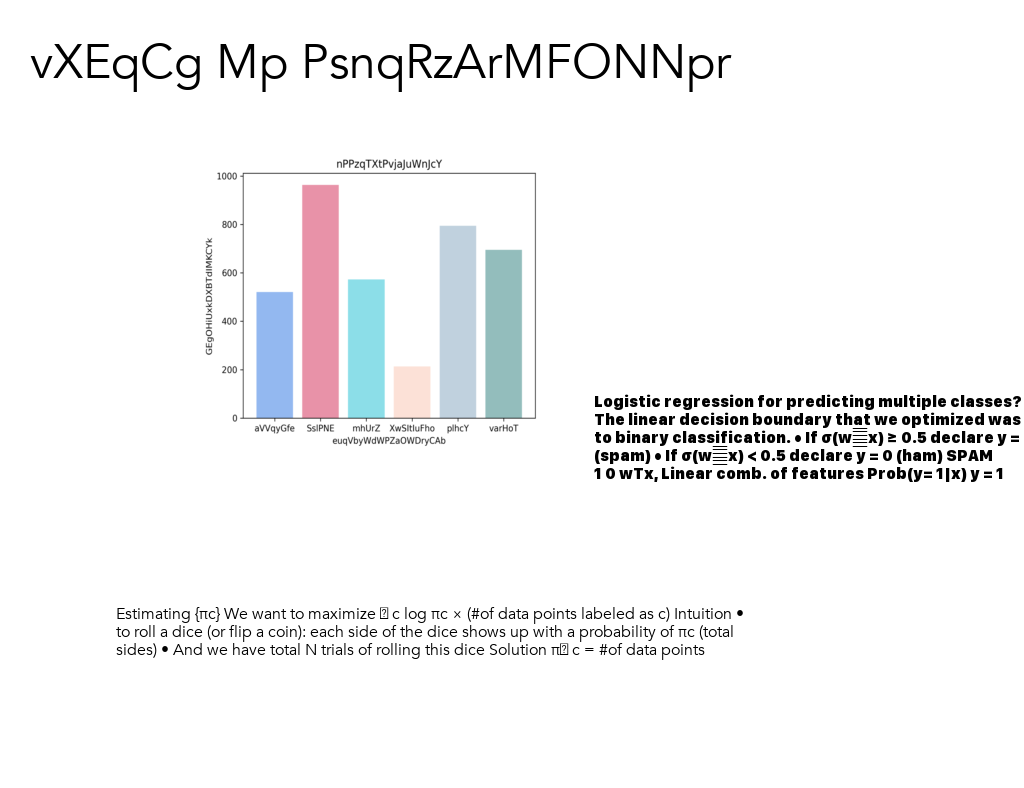 vXEqCg Mp PsnqRzArMFONNpr
nPPzqTXtPvjaJuWnJcY
GEgOHiUxkDXBTdIMKCYk
1000
800
600
400
200
0
aVVqyGfe SsIPNE mhUrZ XwSItIuFho plhcY varHoT
euqVbyWdWPZaOWDryCAb
Logistic regression for predicting multiple classes?
The linear decision boundary that we optimized was
to binary classification. • If σ(w x) ≥ 0.5 declare y =
(spam) • If σ(w x) < 0.5 declare y = 0 (ham) SPAM
1 0 wTx, Linear comb. of features Prob(y= 1|x) y = 1
Estimating {πc} We want to maximize c log πc × (#of data points labeled as c) Intuition •
to roll a dice (or flip a coin): each side of the dice shows up with a probability of πc (total
sides) • And we have total N trials of rolling this dice Solution π c = #of data points